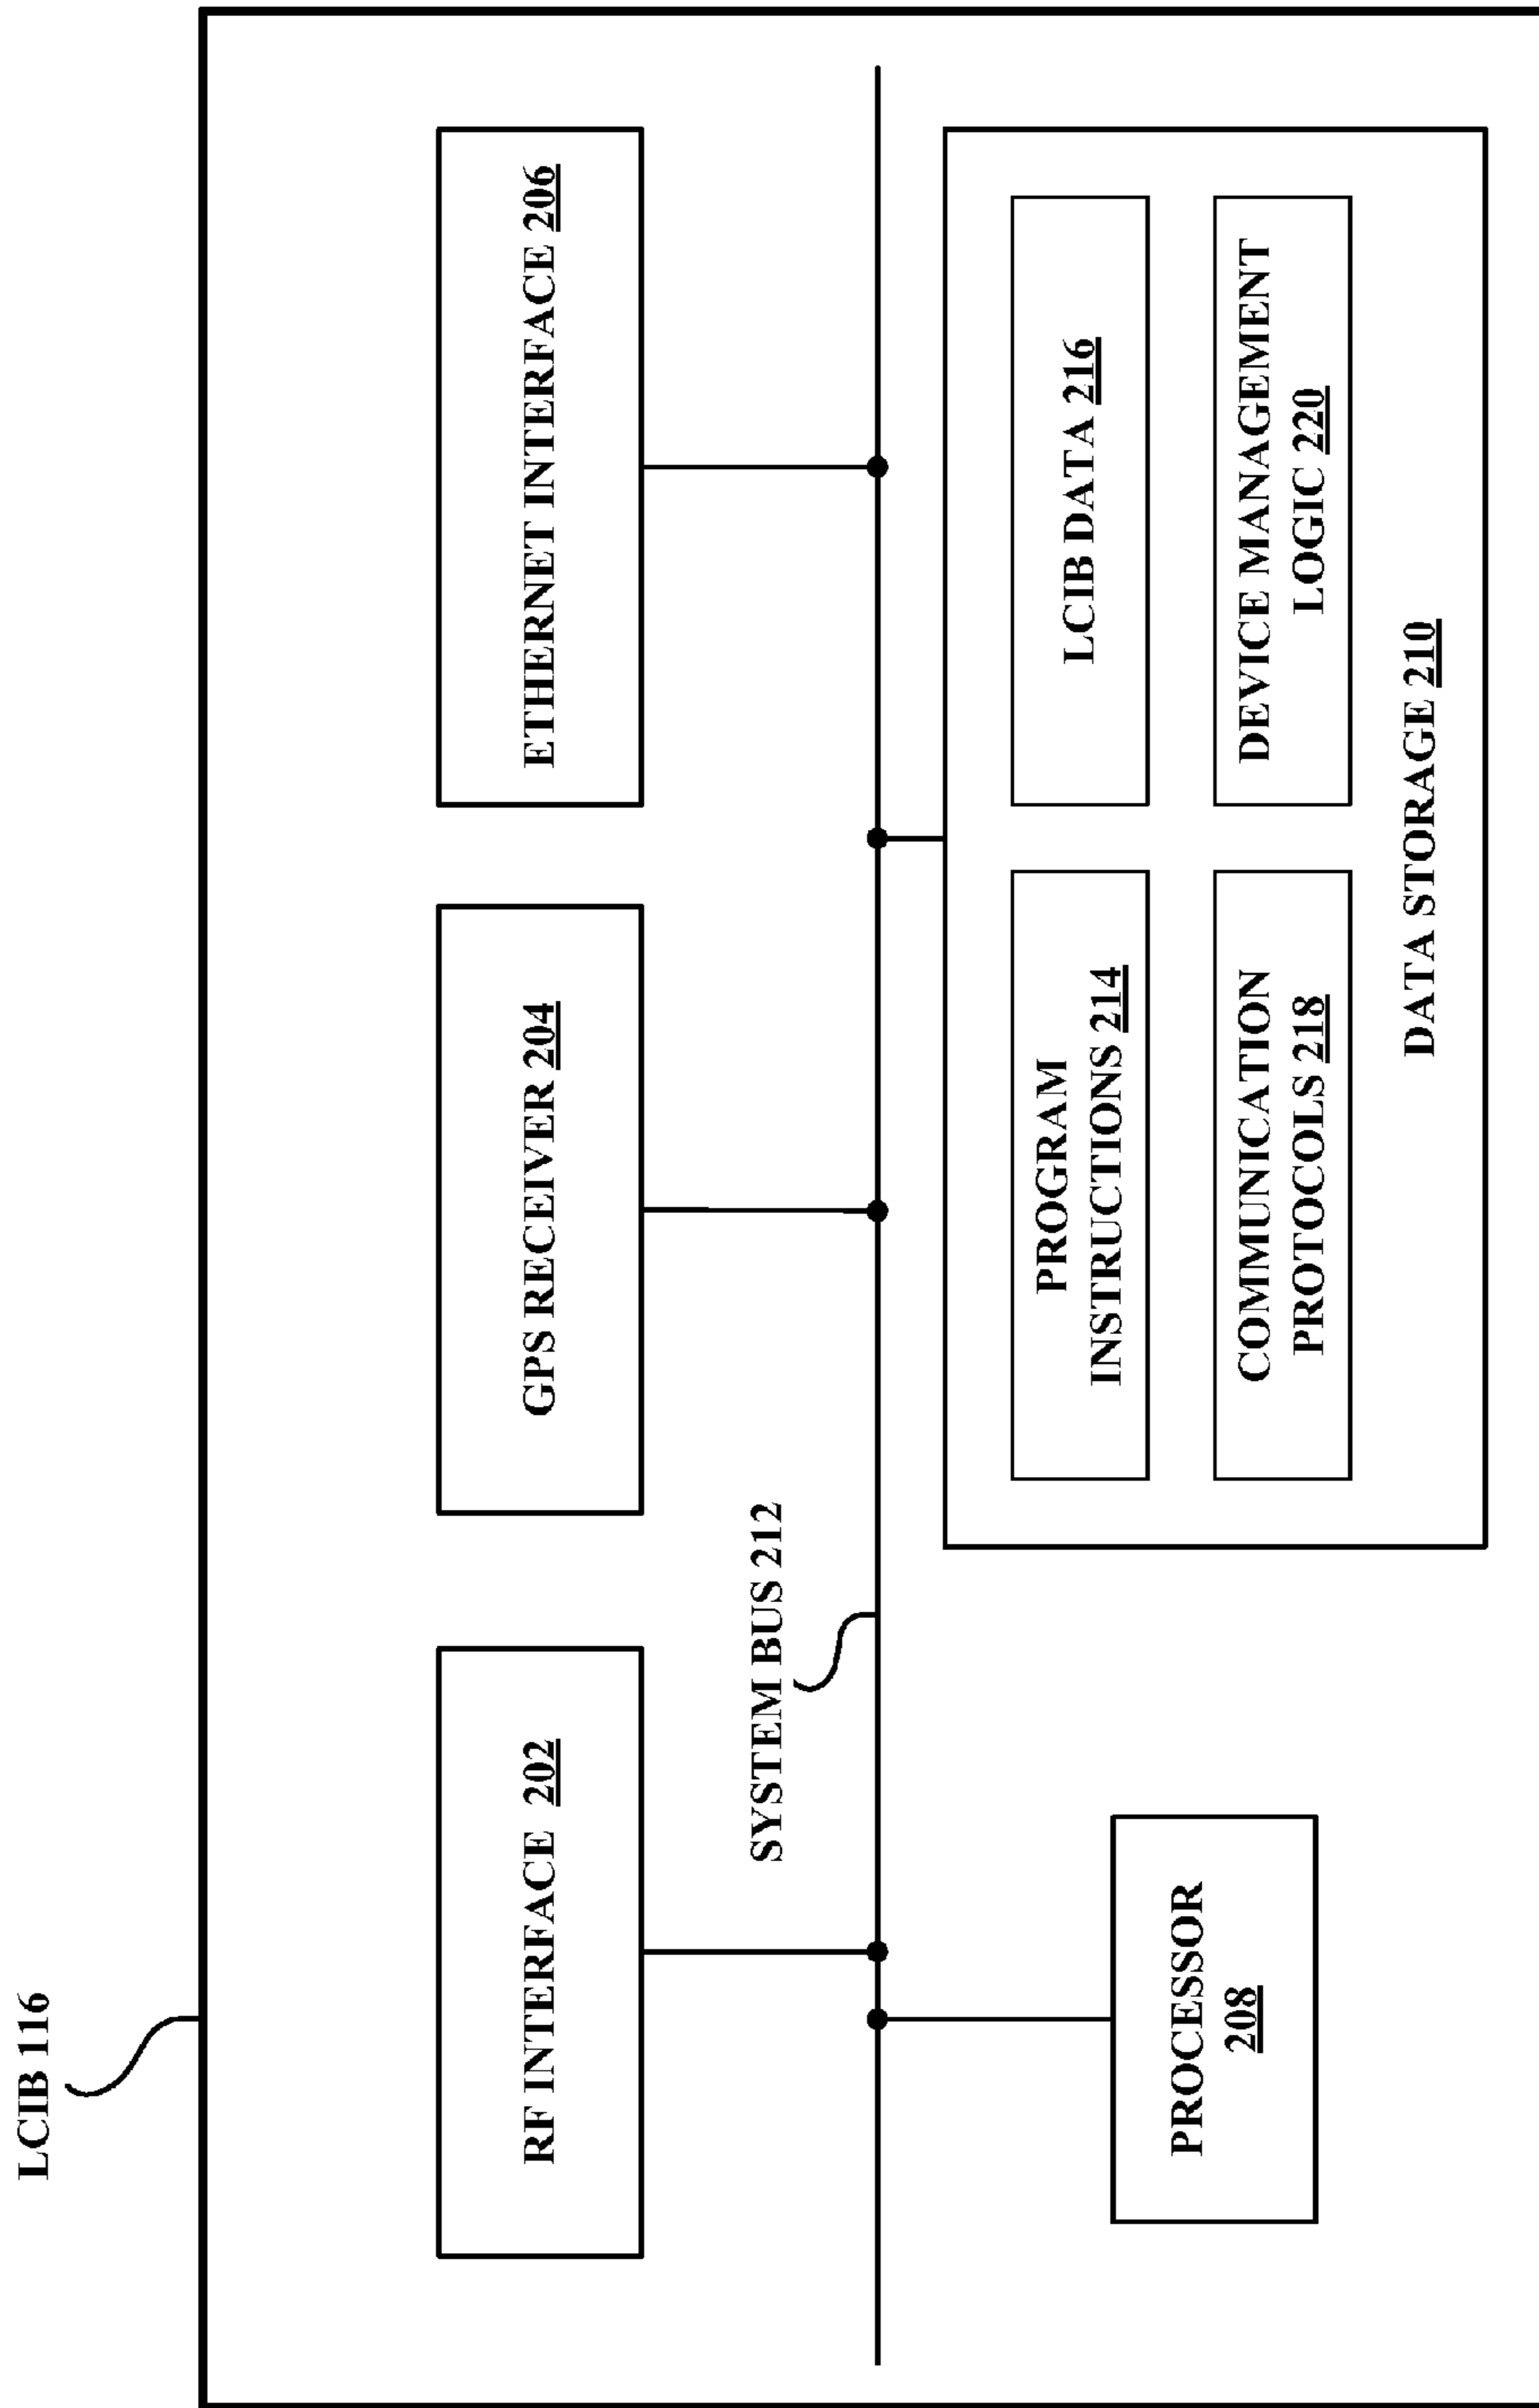 LCIB 116
RF INTERFACE 202
GPS RECEIVER 204
ETHERNET INTERFACE 206
SYSTEM BUS 212
PROCESSOR
208
PROGRAM
INSTRUCTIONS 214
LCIB DATA 216
COMMUNICATION
PROTOCOLS 218
DEVICE MANAGEMENT
LOGIC 220
DATA STORAGE 210